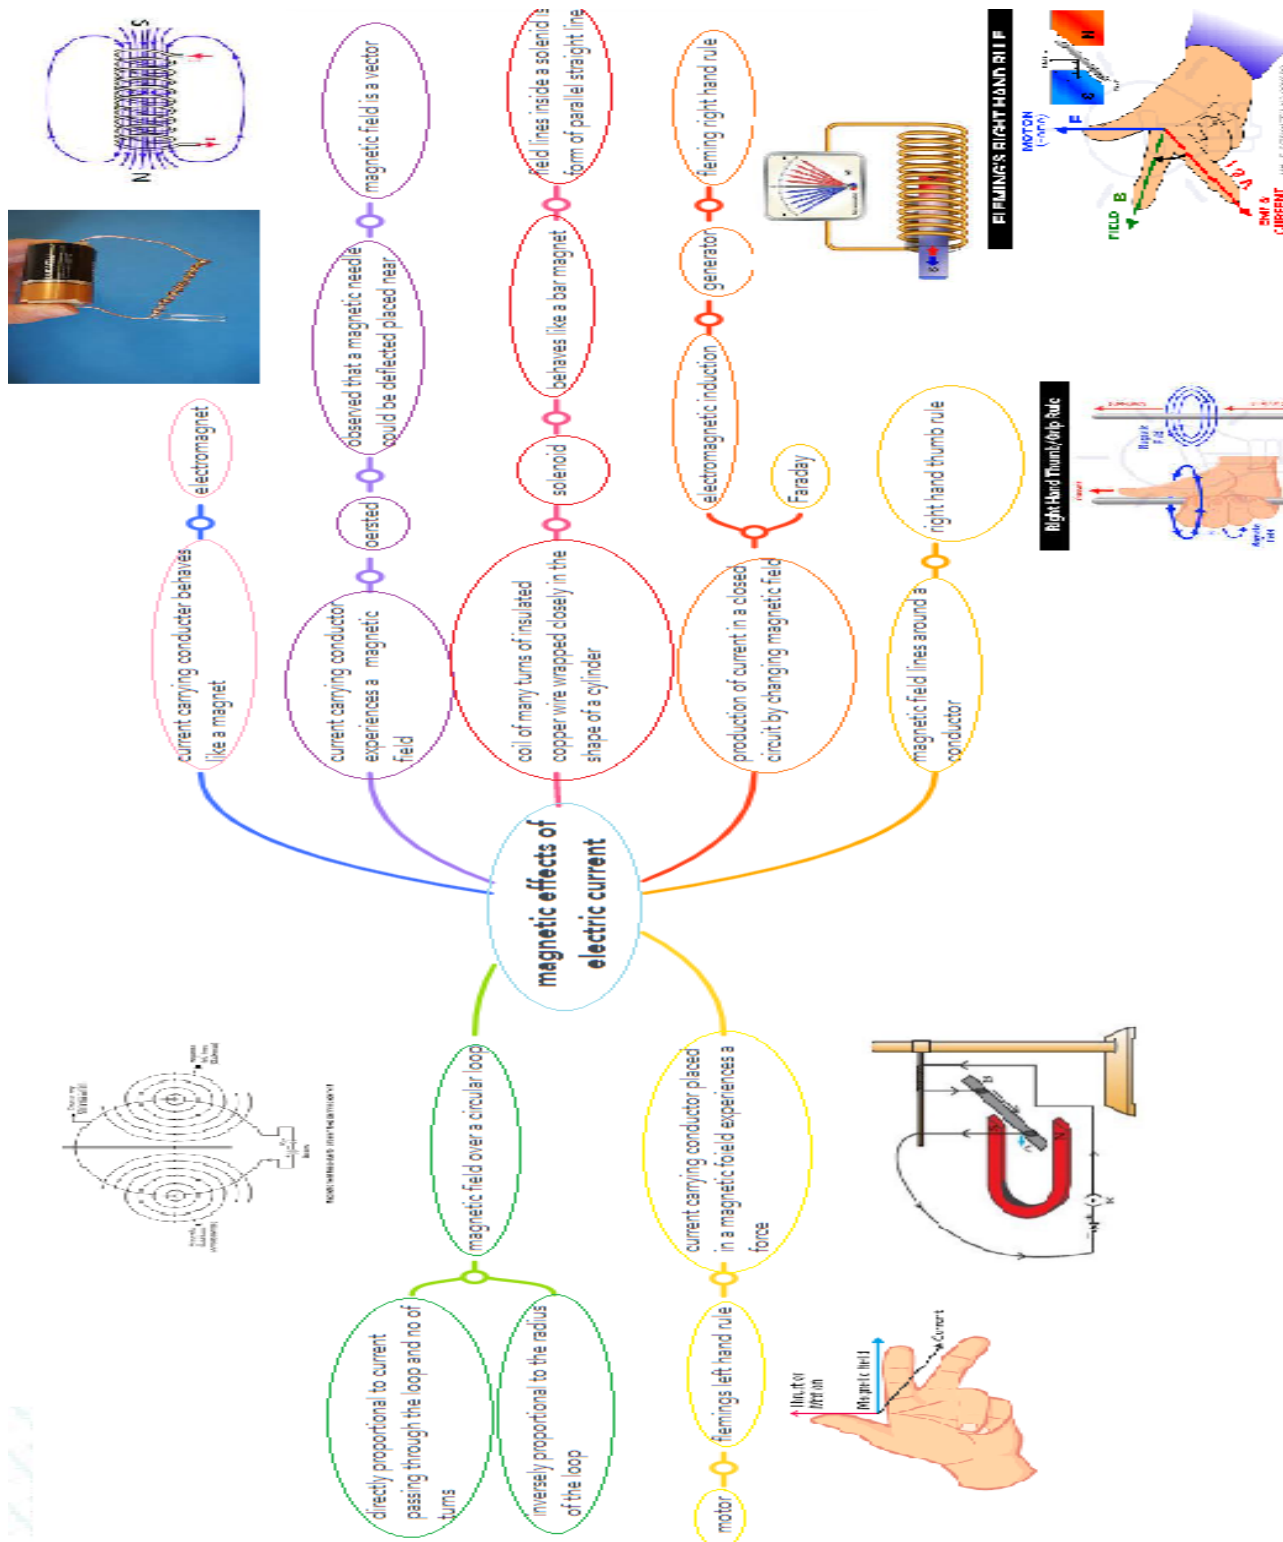 magnetic effects of
electric current
current carrying conducter behaves
like a magnet
electromagnet
current carrying conductor
experiences a magnetic
field
oersted
observed that a magnetic needle
could be deflected placed near
magnetic field is a vector
coil of many turns of insulated
copper wire wrapped closely in the
shape of a cylinder
solenoid
behaves like a bar magnet
field lines inside a solenid is
form of parallel straight line
production of current in a closed
circuit by changing magnetic field
electromagnetic induction
Faraday
generator
fleming right hand rule
magnetic field lines around a
conductor
right hand thumb rule
magnetic field over a circular loop
directly proportional to current
passing through the loop and no of
turns
inversely proportional to the radius
of the loop
current carrying conductor placed
in a magnetic foield experiences a
force
flemings left hand rule
motor
S
N
FLEMING'S RIGHT HAND RULE
MOTON
F
FIELD B
EMF &
CURRENT
N
S
Right Hand Thumb/Grip Rule
Magnetic field
Current